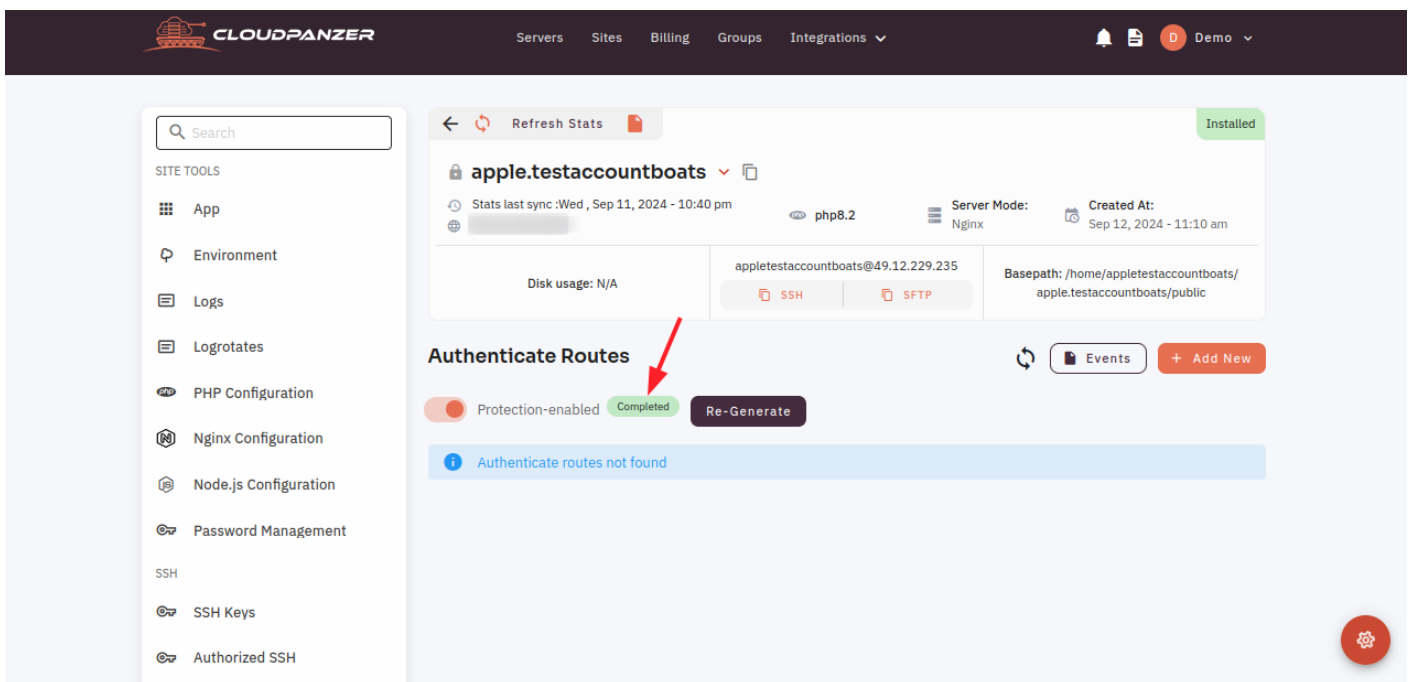 CLOUDPANZER
Servers Sites Billing Groups Integrations
D Demo
Search
SITE TOOLS
App
Environment
Logs
Logrotates
php PHP Configuration
N Nginx Configuration
JS Node.js Configuration
Password Management
SSH
SSH Keys
Authorized SSH
Refresh Stats
Installed
apple.testaccountboats
Stats last sync :Wed , Sep 11, 2024 - 10:40 pm
php php8.2
Server Mode:
Nginx
Created At:
Sep 12, 2024 - 11:10 am
Disk usage: N/A
appletestaccountboats@49.12.229.235
SSH SFTP
Basepath: /home/appletestaccountboats/
apple.testaccountboats/public
Authenticate Routes
Events
+ Add New
Protection-enabled Completed Re-Generate
Authenticate routes not found